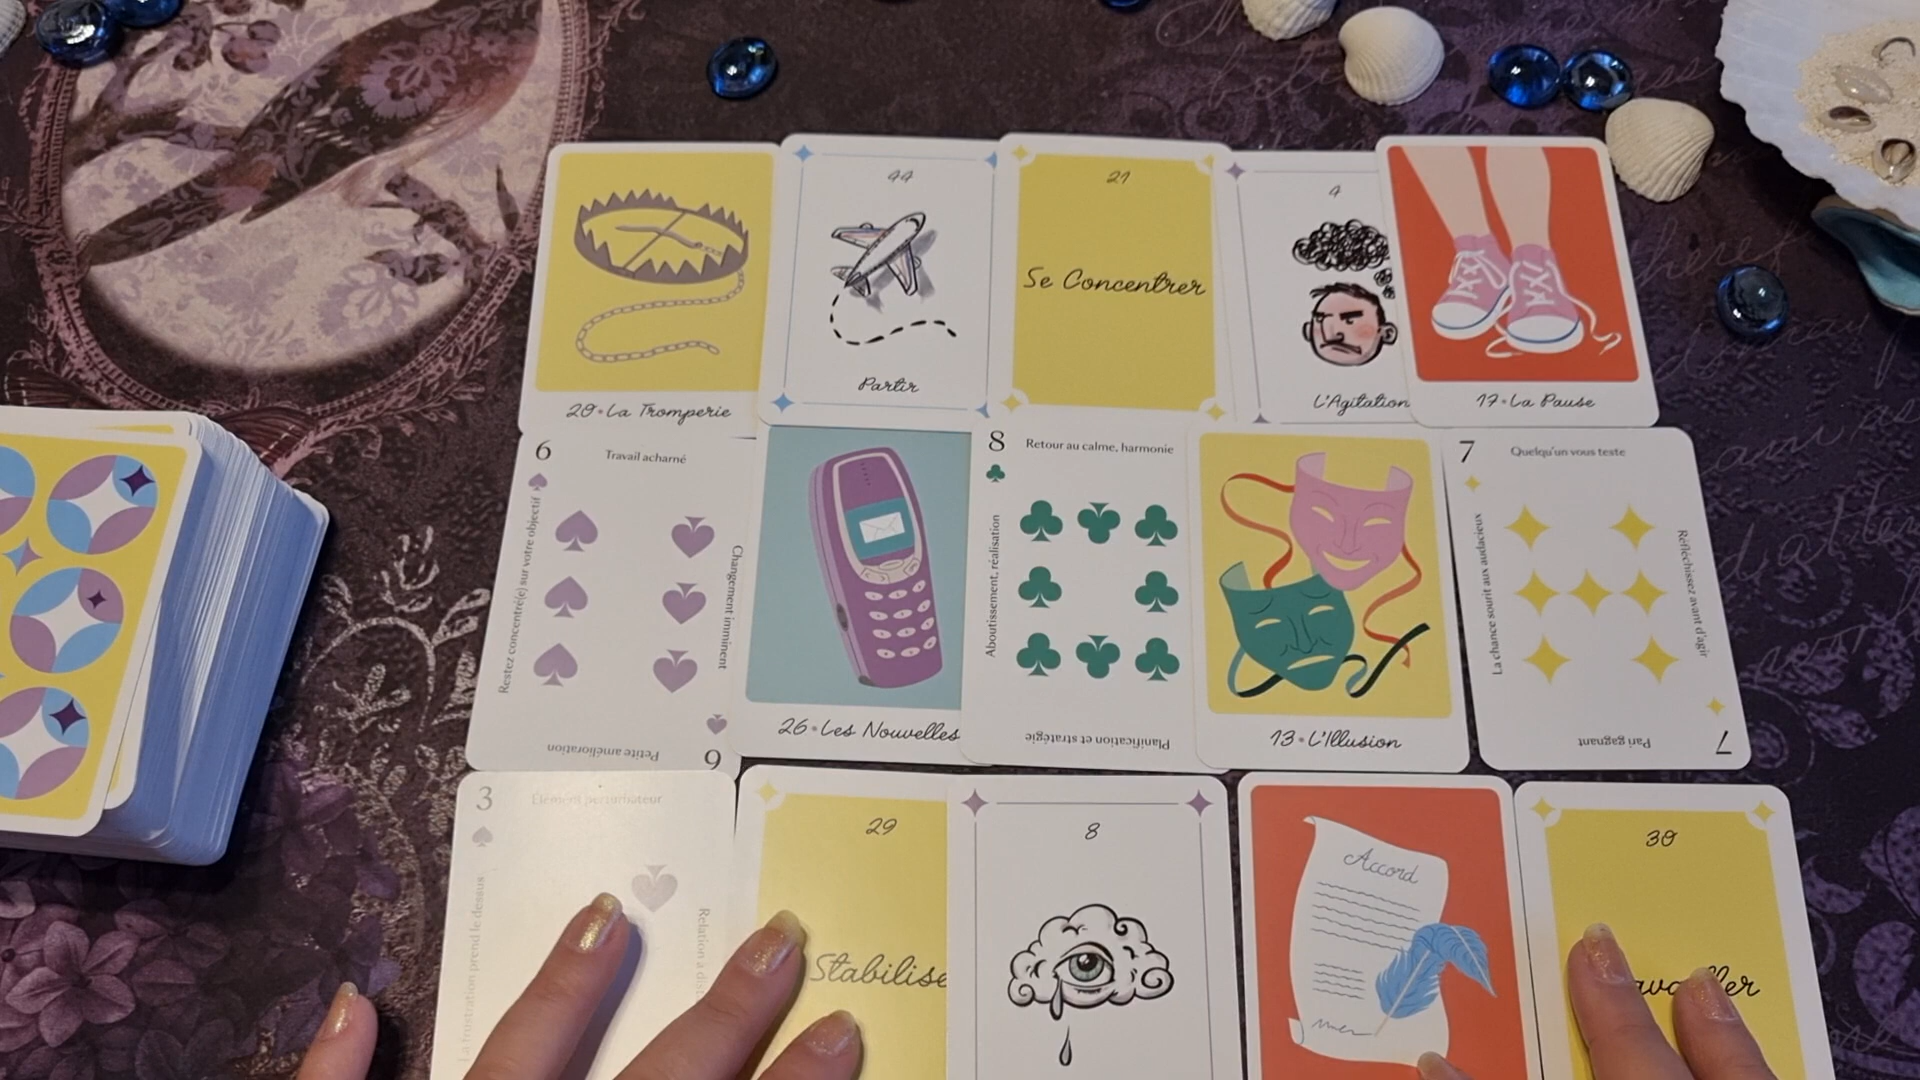 20 • La Tromperie
44
Partir
21
Se Concentrer
4
L'Agitation
17 • La Pause
6
Travail acharné
Restez concentré(e) sur votre objectif
Changement imminent
Petite amélioration
6
26 • Les Nouvelles
8
Retour au calme, harmonie
Aboutissement, réalisation
Planification et stratégie
13 • L'Illusion
7
Quelqu'un vous teste
La chance sourit aux audacieux
Réfléchissez avant d'agir
Pari gagnant
7
3
Elément perturbateur
La frustration prend le dessus
Relation à
29
Stabilise
8
Accord
30